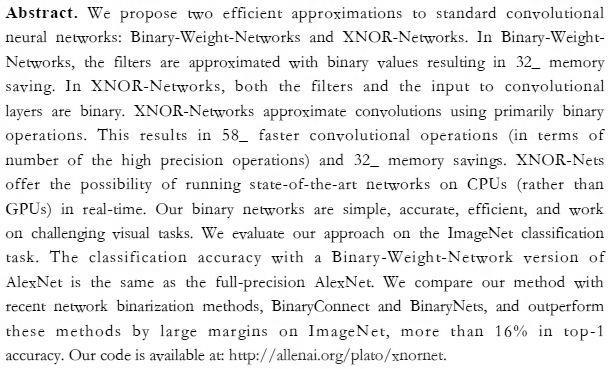 Abstract. We propose two efficient approximations to standard convolutional
neural networks: Binary-Weight-Networks and XNOR-Networks. In Binary-Weight-
Networks, the filters are approximated with binary values resulting in 32_ memory
saving. In XNOR-Networks, both the filters and the input to convolutional
layers are binary. XNOR-Networks approximate convolutions using primarily binary
operations. This results in 58_ faster convolutional operations (in terms of
number of the high precision operations) and 32_ memory savings. XNOR-Nets
offer the possibility of running state-of-the-art networks on CPUs (rather than
GPUs) in real-time. Our binary networks are simple, accurate, efficient, and work
on challenging visual tasks. We evaluate our approach on the ImageNet classification
task. The classification accuracy with a Binary-Weight-Network version of
AlexNet is the same as the full-precision AlexNet. We compare our method with
recent network binarization methods, BinaryConnect and BinaryNets, and outperform
these methods by large margins on ImageNet, more than 16% in top-1
accuracy. Our code is available at: http://allenai.org/plato/xnornet.